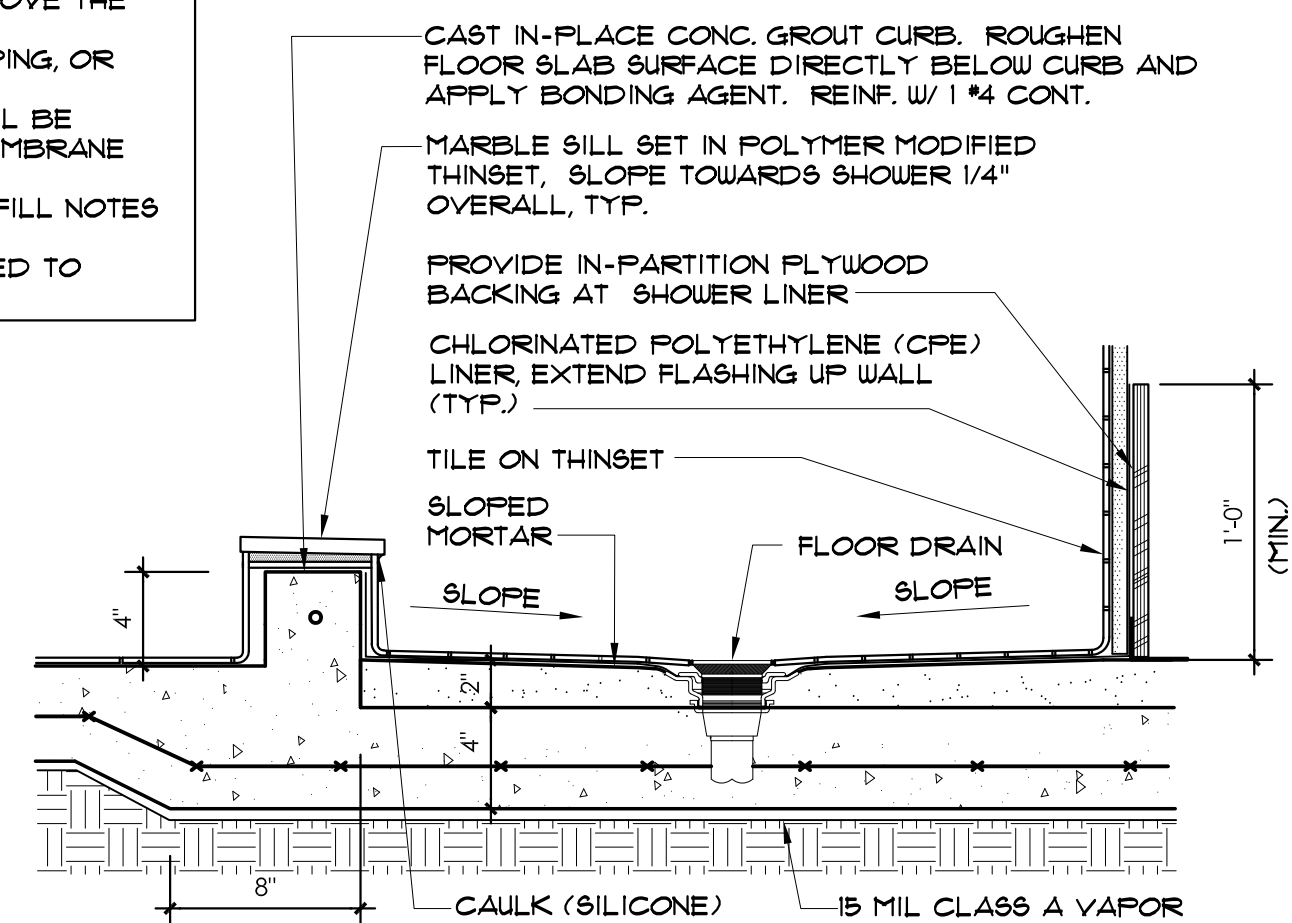 OVE THE
PING, OR
L BE
MBRANE
FILL NOTES
ED TO
CAST IN-PLACE CONC. GROUT CURB. ROUGHEN
FLOOR SLAB SURFACE DIRECTLY BELOW CURB AND
APPLY BONDING AGENT. REINF. W/ 1 #4 CONT.
MARBLE SILL SET IN POLYMER MODIFIED
THINSET, SLOPE TOWARDS SHOWER 1/4"
OVERALL, TYP.
PROVIDE IN-PARTITION PLYWOOD
BACKING AT SHOWER LINER
CHLORINATED POLYETHYLENE (CPE)
LINER, EXTEND FLASHING UP WALL
(TYP.)
TILE ON THINSET
SLOPED
MORTAR
FLOOR DRAIN
SLOPE
SLOPE
1'-0"
(MIN.)
4"
2"
4"
8"
CAULK (SILICONE)
15 MIL CLASS A VAPOR